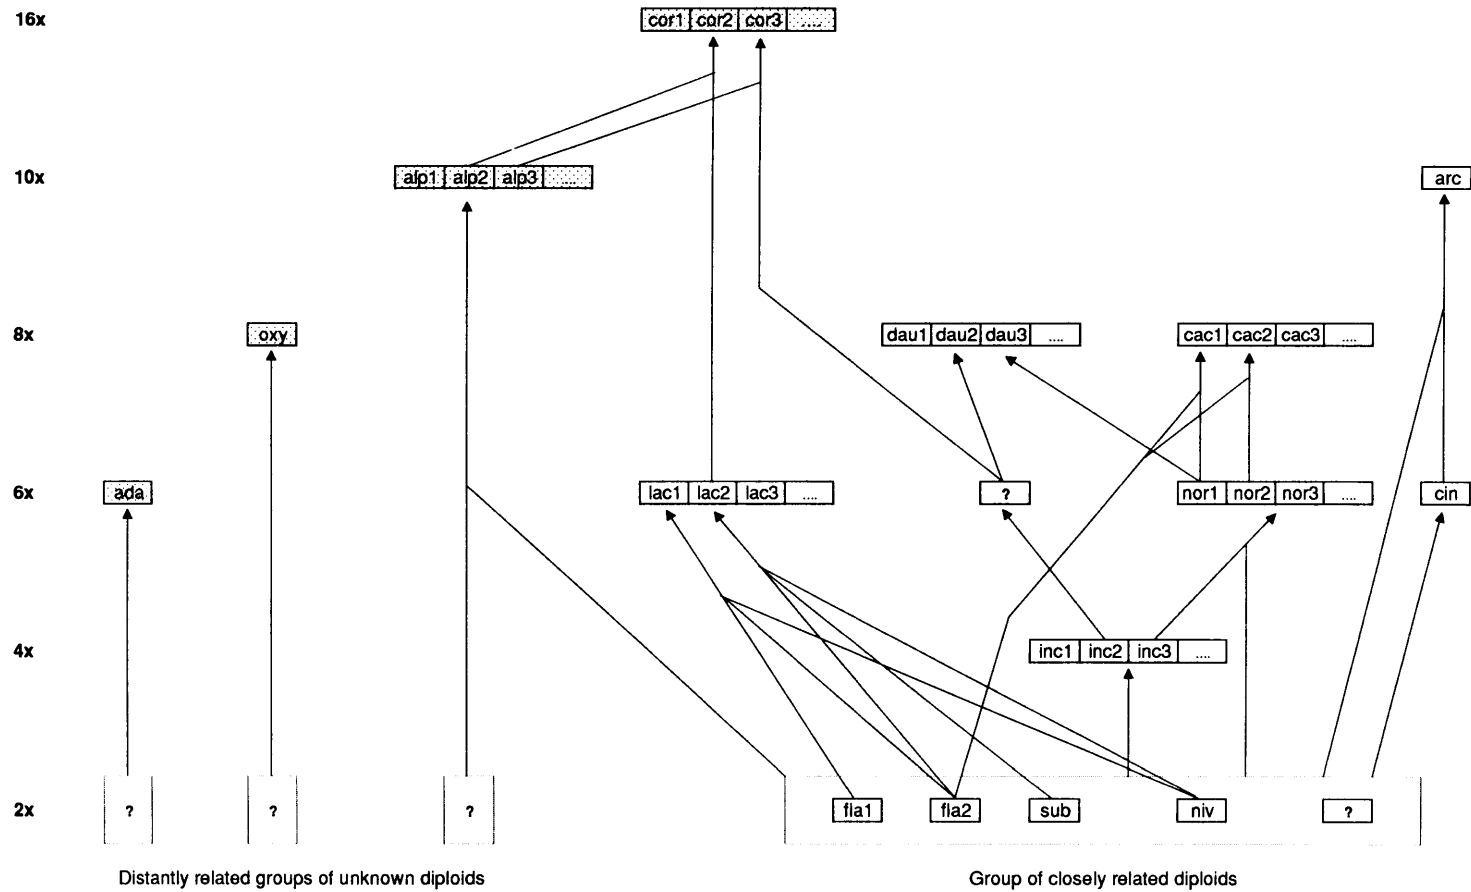 16x cor1 cor2 cor3 ....
10x alp1 alp2 alp3 .... arc
8x oxy dau1 dau2 dau3 .... cac1 cac2 cac3 ....
6x ada lac1 lac2 lac3 .... ? nor1 nor2 nor3 .... cin
4x inc1 inc2 inc3 ....
2x ? ? ? fla1 fla2 sub niv ?
Distantly related groups of unknown diploids Group of closely related diploids